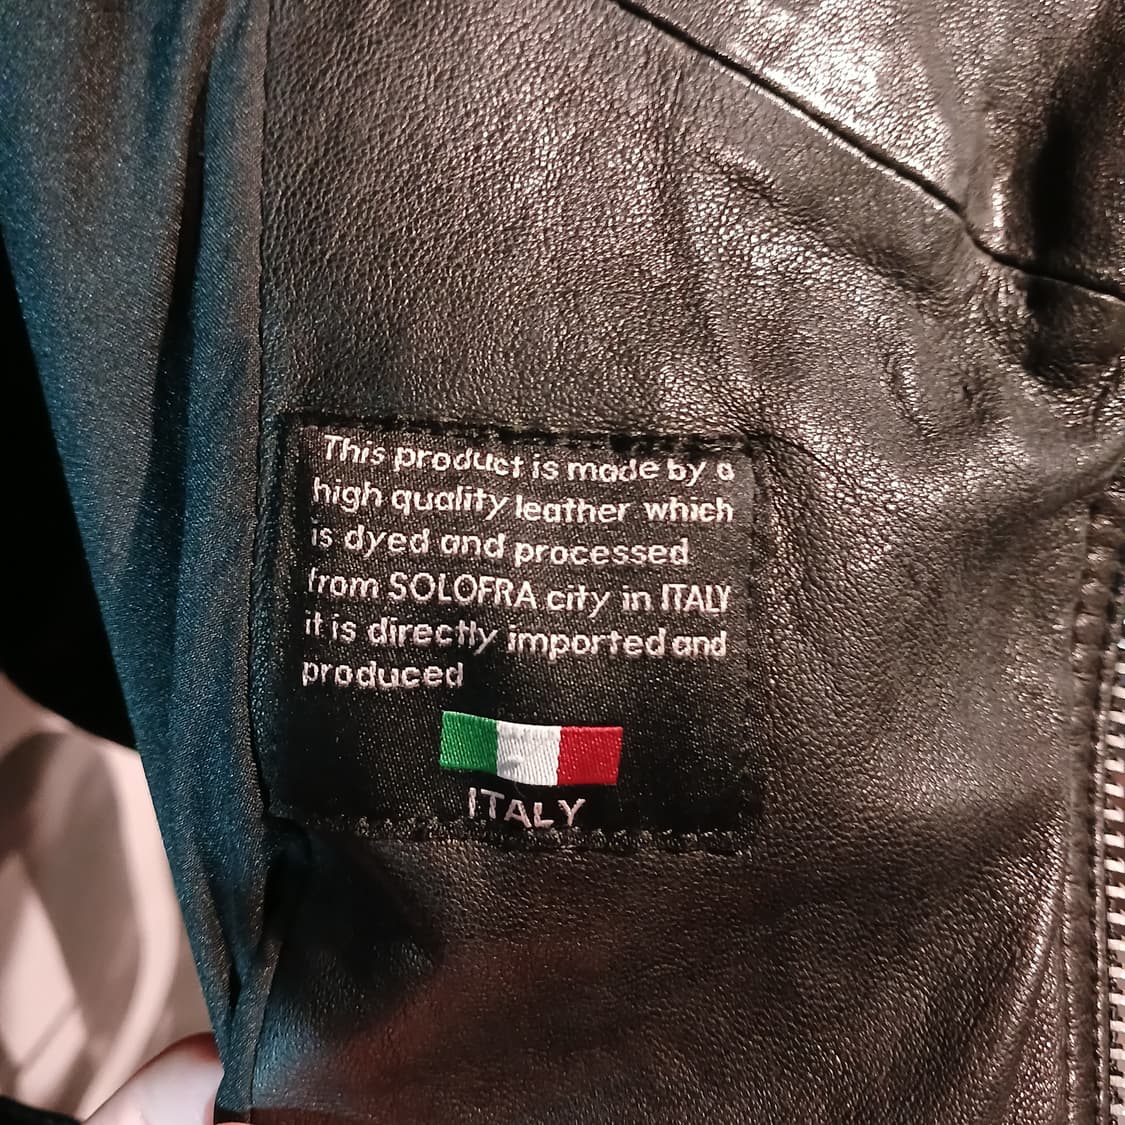 This product is made by a
high quality leather which
is dyed and processed
from SOLOFRA city in ITALY
it is directly imported and
produced
ITALY